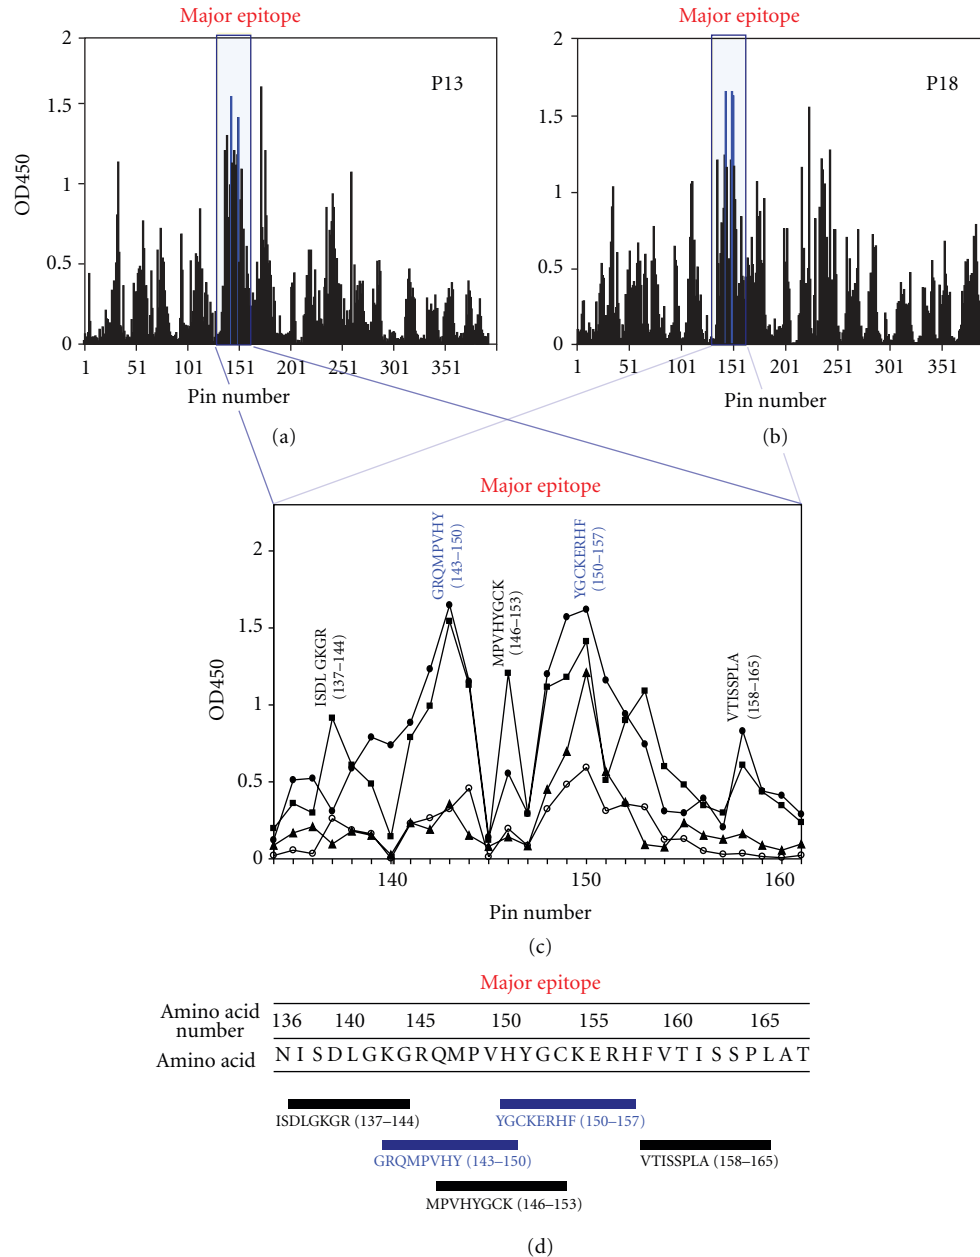 Major epitope
Major epitope
2
1.5
1
0.5
0
OD450
P13
1 51 101 151 201 251 301 351
Pin number
(a)
2
1.5
1
0.5
0
P18
1 51 101 151 201 251 301 351
Pin number
(b)
Major epitope
2
1.5
1
0.5
0
OD450
ISDL GKGR
(137–144)
GRQMPVHY
(143–150)
MPVHYGCK
(146–153)
YGCKERHF
(150–157)
VTISSPLA
(158–165)
140 150 160
Pin number
(c)
Major epitope
Amino acid
number
136 140 145 150 155 160 165
Amino acid
N I S D L G K G R Q M P V H Y G C K E R H F V T I S S P L A T
ISDLGKGR (137–144)
YGCKERHF (150–157)
GRQMPVHY (143–150)
VTISSPLA (158–165)
MPVHYGCK (146–153)
(d)